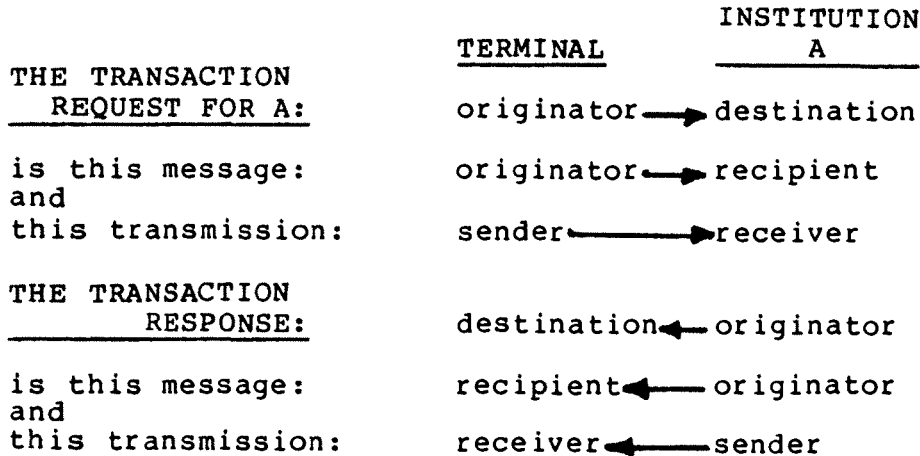 INSTITUTION
TERMINAL A
THE TRANSACTION
REQUEST FOR A: originator destination
is this message: originator recipient
and
this transmission: sender receiver
THE TRANSACTION
RESPONSE: destination originator
is this message: recipient originator
and
this transmission: receiver sender